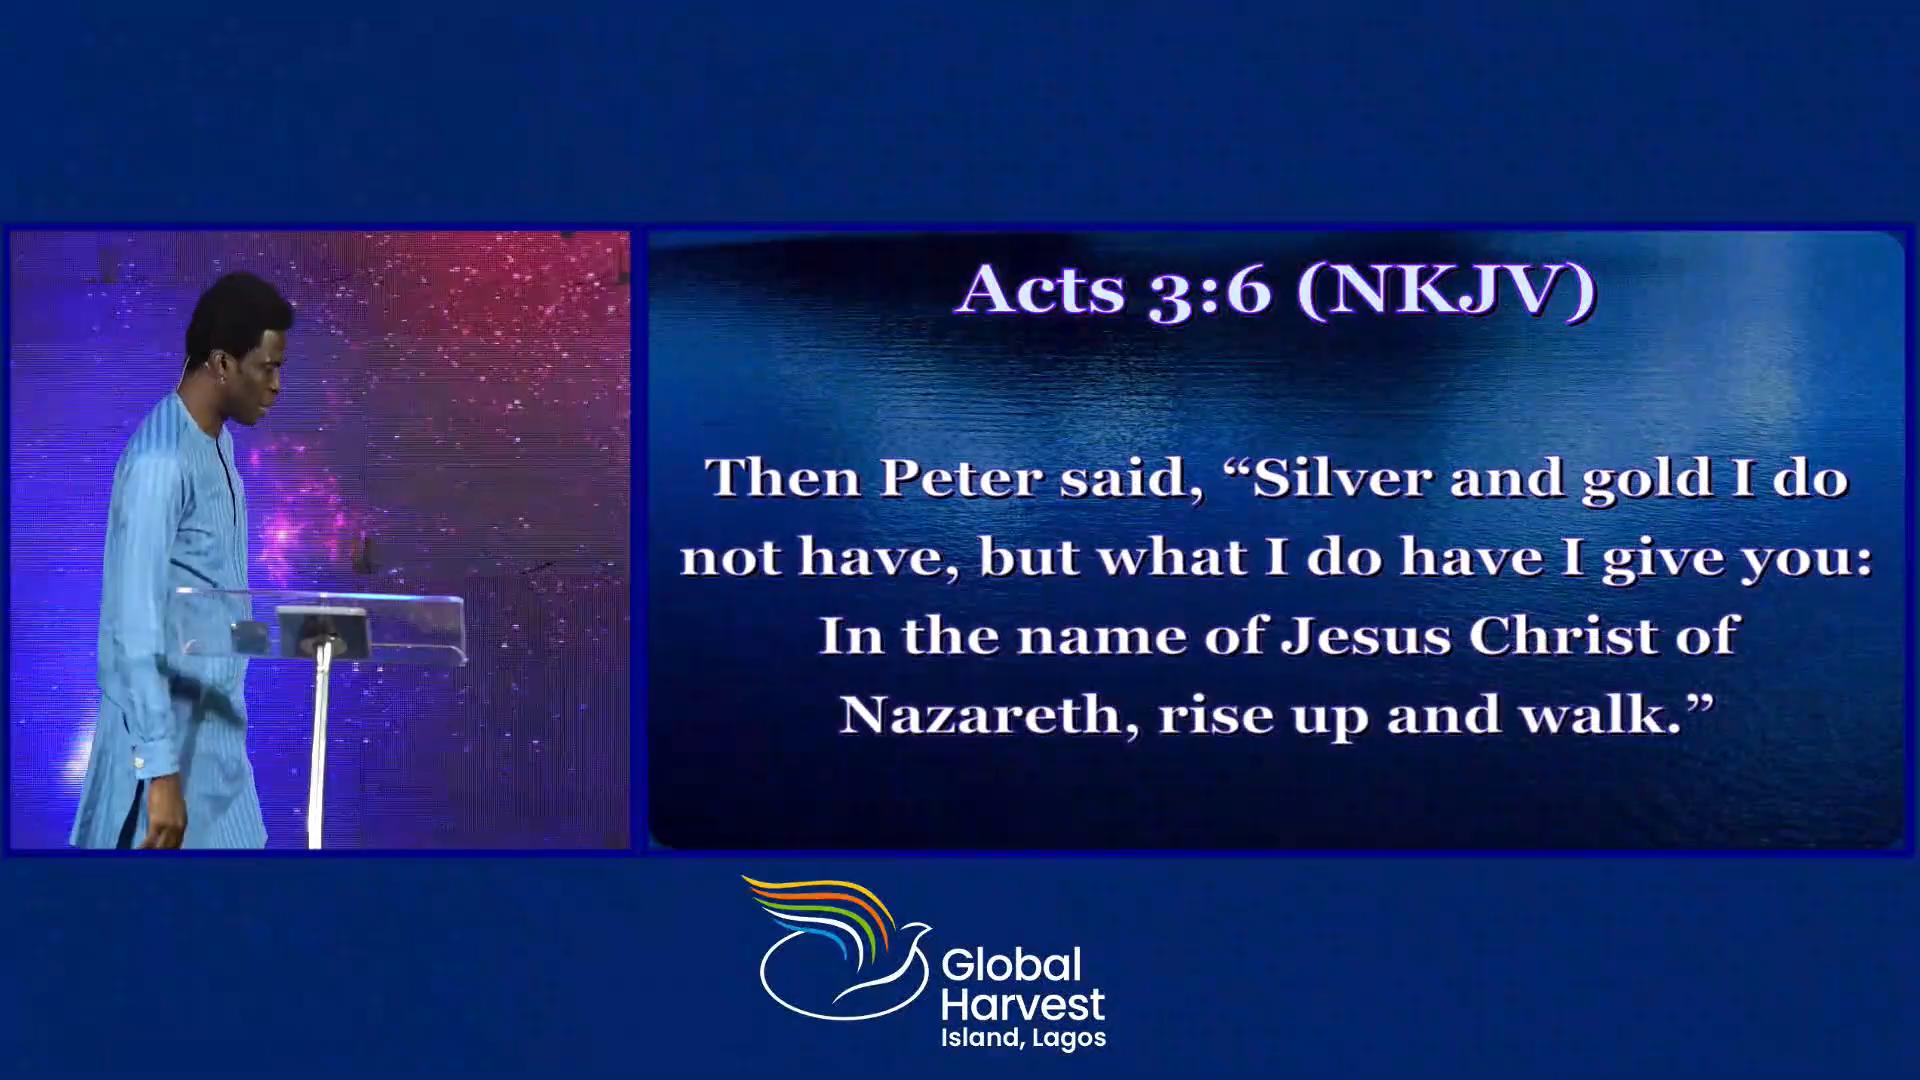 Acts 3:6 (NKJV)
Then Peter said, “Silver and gold I do
not have, but what I do have I give you:
In the name of Jesus Christ of
Nazareth, rise up and walk.”
Global
Harvest
Island, Lagos